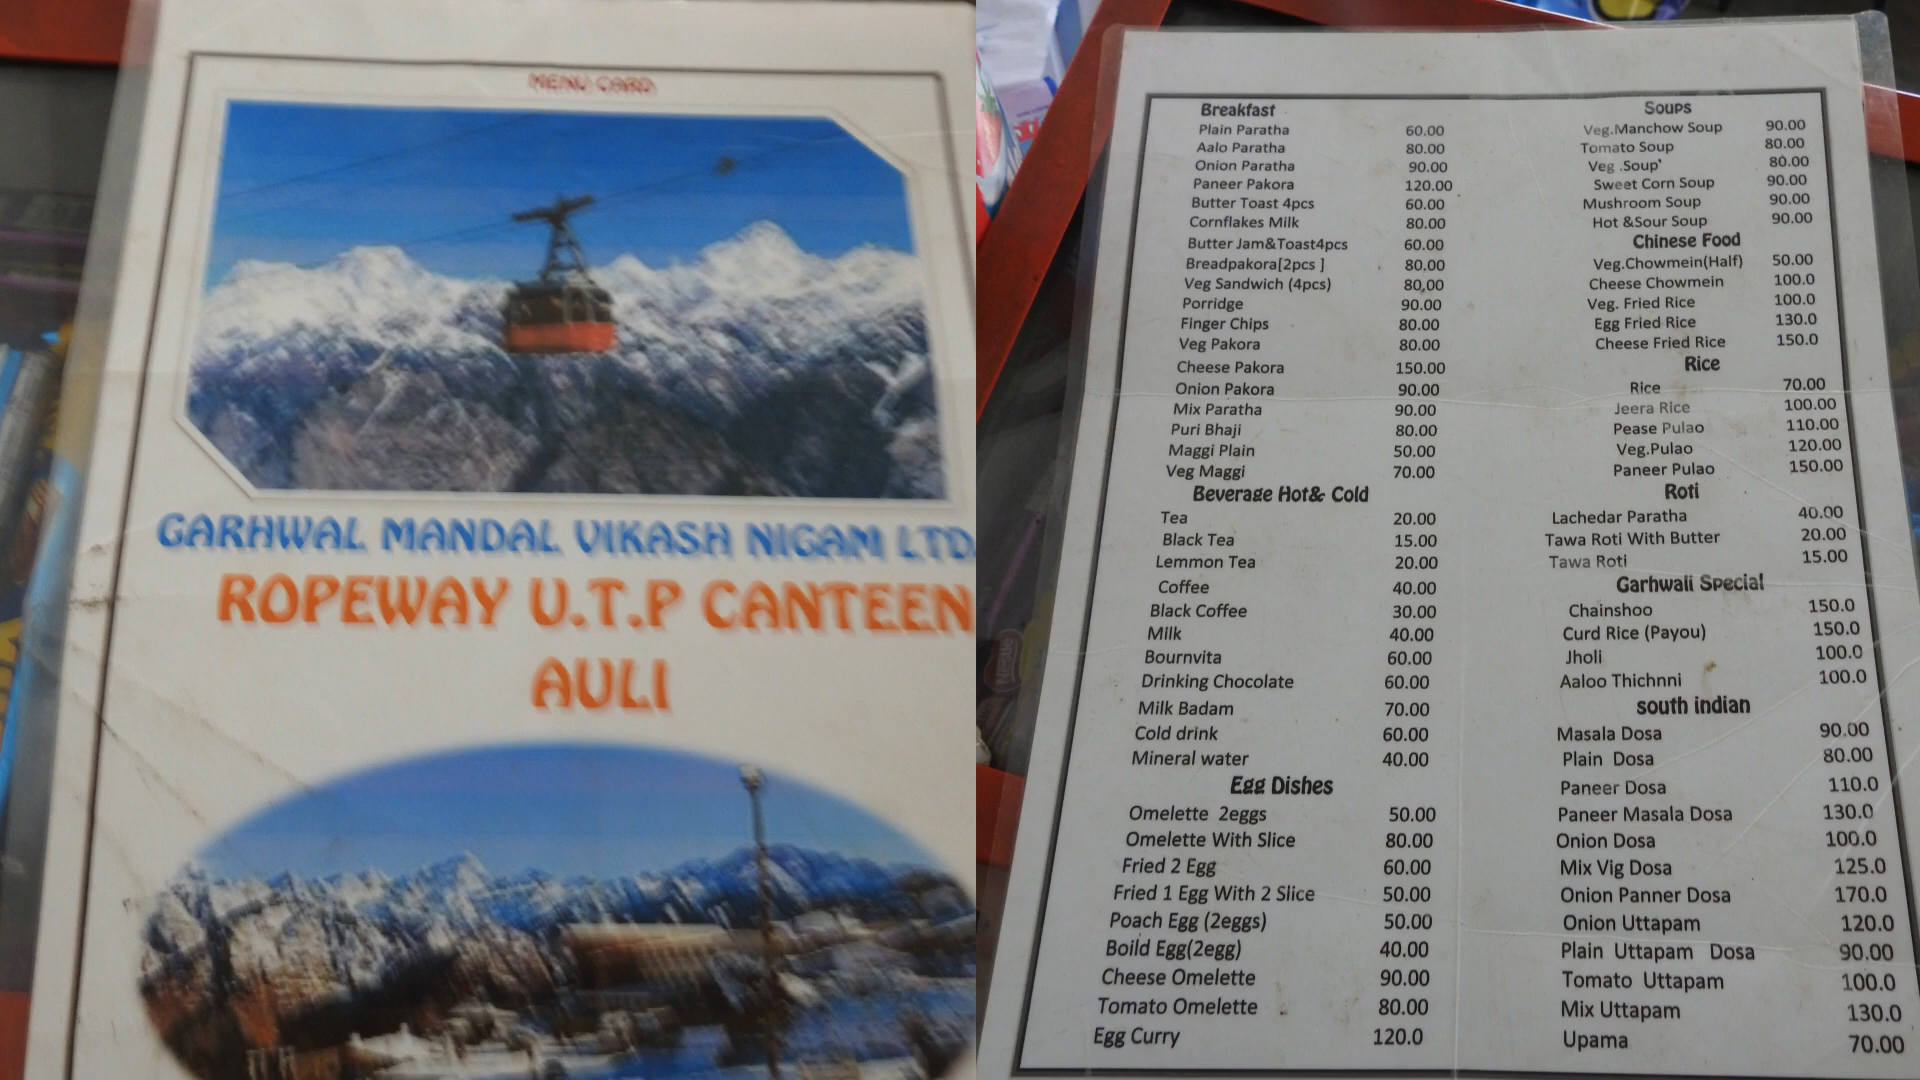 MENU CARD
GARHWAL MANDAL VIKASH NIGAM LTD.
ROPEWAY U.T.P CANTEEN
AULI
Breakfast
Plain Paratha 60.00
Aalo Paratha 80.00
Onion Paratha 90.00
Paneer Pakora 120.00
Butter Toast 4pcs 60.00
Cornflakes Milk 80.00
Butter Jam&Toast4pcs 60.00
Breadpakora[2pcs ] 80.00
Veg Sandwich (4pcs) 80,00
Porridge 90.00
Finger Chips 80.00
Veg Pakora 80.00
Cheese Pakora 150.00
Onion Pakora 90.00
Mix Paratha 90.00
Puri Bhaji 80.00
Maggi Plain 50.00
Veg Maggi 70.00
Beverage Hot& Cold
Tea 20.00
Black Tea 15.00
Lemmon Tea 20.00
Coffee 40.00
Black Coffee 30.00
Milk 40.00
Bournvita 60.00
Drinking Chocolate 60.00
Milk Badam 70.00
Cold drink 60.00
Mineral water 40.00
Egg Dishes
Omelette 2eggs 50.00
Omelette With Slice 80.00
Fried 2 Egg 60.00
Fried 1 Egg With 2 Slice 50.00
Poach Egg (2eggs) 50.00
Boild Egg(2egg) 40.00
Cheese Omelette 90.00
Tomato Omelette 80.00
Egg Curry 120.0
Soups
Veg.Manchow Soup 90.00
Tomato Soup 80.00
Veg .Soup' 80.00
Sweet Corn Soup 90.00
Mushroom Soup 90.00
Hot &Sour Soup 90.00
Chinese Food
Veg.Chowmein(Half) 50.00
Cheese Chowmein 100.0
Veg. Fried Rice 100.0
Egg Fried Rice 130.0
Cheese Fried Rice 150.0
Rice
Rice 70.00
Jeera Rice 100.00
Pease Pulao 110.00
Veg.Pulao 120.00
Paneer Pulao 150.00
Roti
Lachedar Paratha 40.00
Tawa Roti With Butter 20.00
Tawa Roti 15.00
Garhwali Special
Chainshoo 150.0
Curd Rice (Payou) 150.0
Jholi 100.0
Aaloo Thichnni 100.0
south indian
Masala Dosa 90.00
Plain Dosa 80.00
Paneer Dosa 110.0
Paneer Masala Dosa 130.0
Onion Dosa 100.0
Mix Vig Dosa 125.0
Onion Panner Dosa 170.0
Onion Uttapam 120.0
Plain Uttapam Dosa 90.00
Tomato Uttapam 100.0
Mix Uttapam 130.0
Upama 70.00